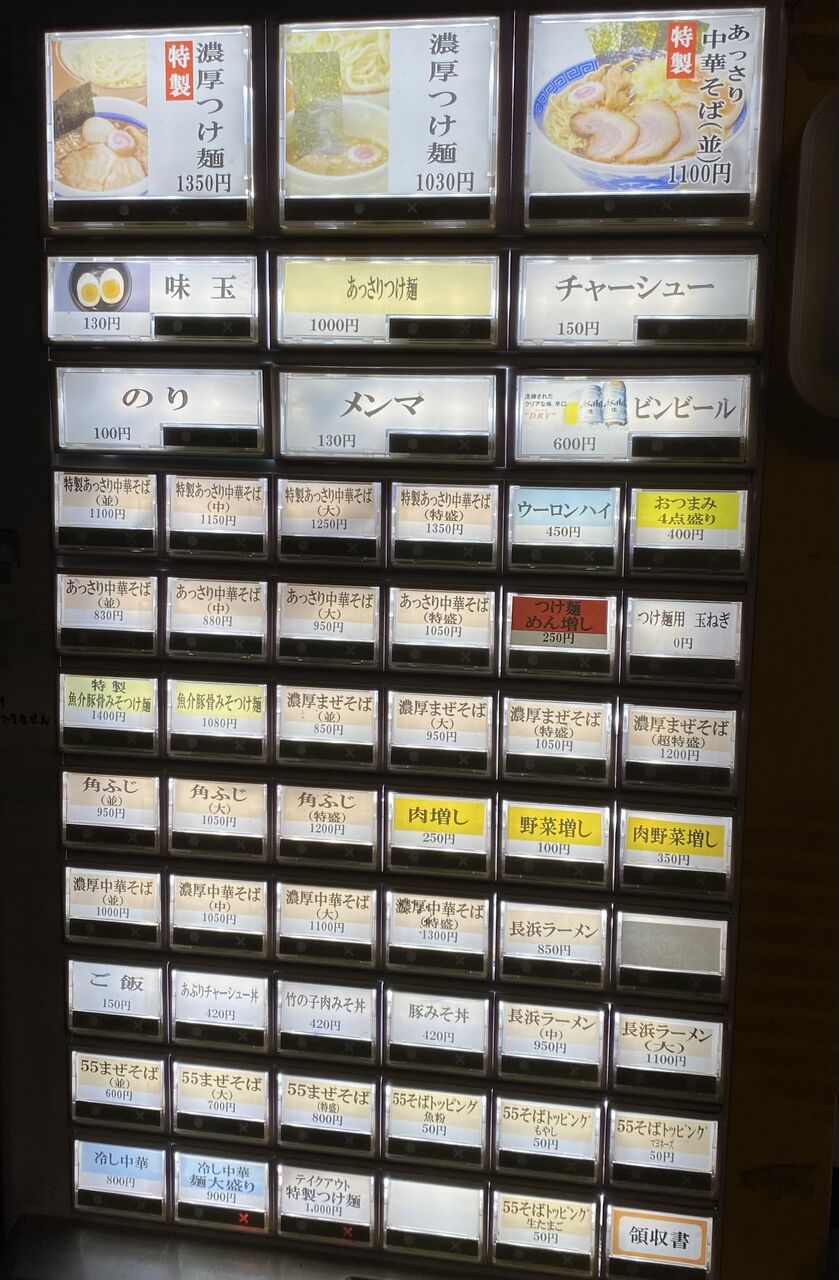 特製
濃厚つけ麺
1350円
濃厚つけ麺
1030円
特製
あっさり
中華そば(並)
1100円
味玉
130円
あっさりつけ麺
1000円
チャーシュー
150円
のり
100円
メンマ
130円
洗練された
クリアな味、辛口。
"DRY"
Asahi
生
Asahi
生
ビンビール
600円
特製あっさり中華そば
(並)
1100円
特製あっさり中華そば
(中)
1150円
特製あっさり中華そば
(大)
1250円
特製あっさり中華そば
(特盛)
1350円
ウーロンハイ
450円
おつまみ
4点盛り
400円
あっさり中華そば
(並)
830円
あっさり中華そば
(中)
880円
あっさり中華そば
(大)
950円
あっさり中華そば
(特盛)
1050円
つけ麺
めん増し
250円
つけ麺用 玉ねぎ
0円
特製
魚介豚骨みそつけ麺
1400円
魚介豚骨みそつけ麺
1080円
濃厚まぜそば
(並)
850円
濃厚まぜそば
(大)
950円
濃厚まぜそば
(特盛)
1050円
濃厚まぜそば
(超特盛)
1200円
角ふじ
(並)
950円
角ふじ
(大)
1050円
角ふじ
(特盛)
1200円
肉増し
250円
野菜増し
100円
肉野菜増し
350円
濃厚中華そば
(並)
1000円
濃厚中華そば
(中)
1050円
濃厚中華そば
(大)
1100円
濃厚中華そば
(特盛)
1300円
長浜ラーメン
850円
ご飯
150円
あぶりチャーシュー丼
420円
竹の子肉みそ丼
420円
豚みそ丼
420円
長浜ラーメン
(中)
950円
長浜ラーメン
(大)
1100円
55まぜそば
(並)
600円
55まぜそば
(大)
700円
55まぜそば
(特盛)
800円
55そばトッピング
魚粉
50円
55そばトッピング
もやし
50円
55そばトッピング
マヨネーズ
50円
冷し中華
800円
冷し中華
麺大盛り
900円
テイクアウト
特製つけ麺
1,000円
55そばトッピング
生たまご
50円
領収書